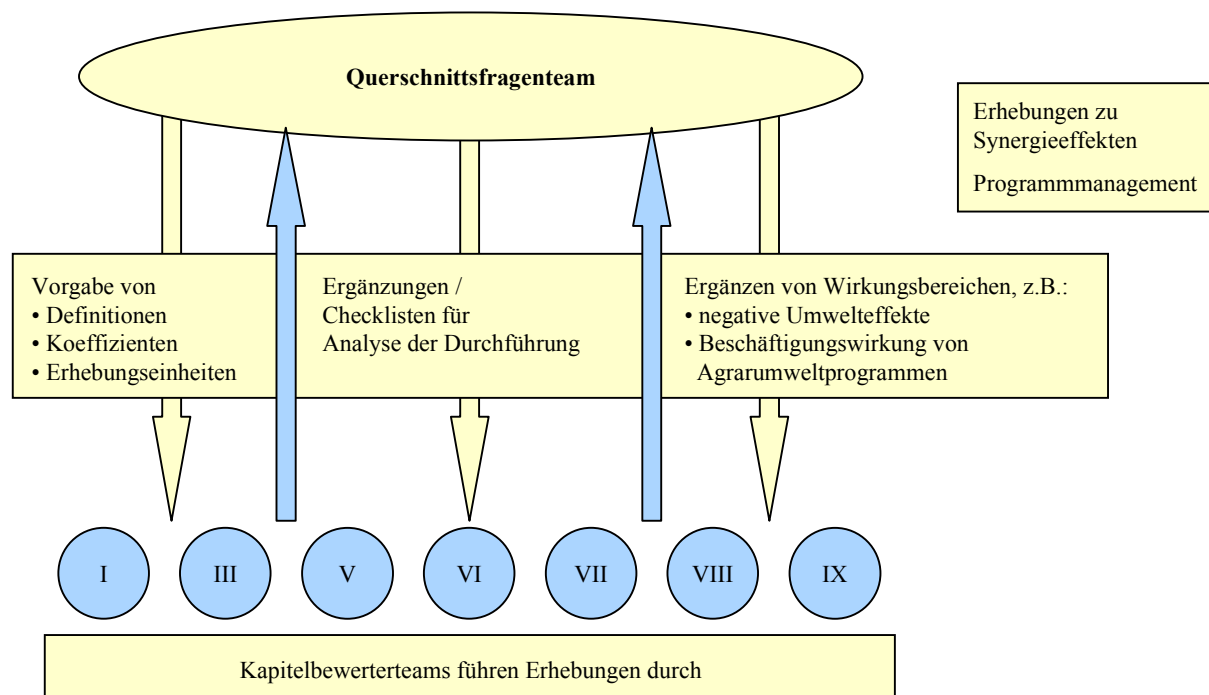 Querschnittsfragenteam
Erhebungen zu
Synergieeffekten
Programmmanagement
Vorgabe von
• Definitionen
• Koeffizienten
• Erhebungseinheiten
Ergänzungen /
Checklisten für
Analyse der Durchführung
Ergänzen von Wirkungsbereichen, z.B.:
• negative Umwelteffekte
• Beschäftigungswirkung von
Agrarumweltprogrammen
I III V VI VII VIII IX
Kapitelbewerterteams führen Erhebungen durch